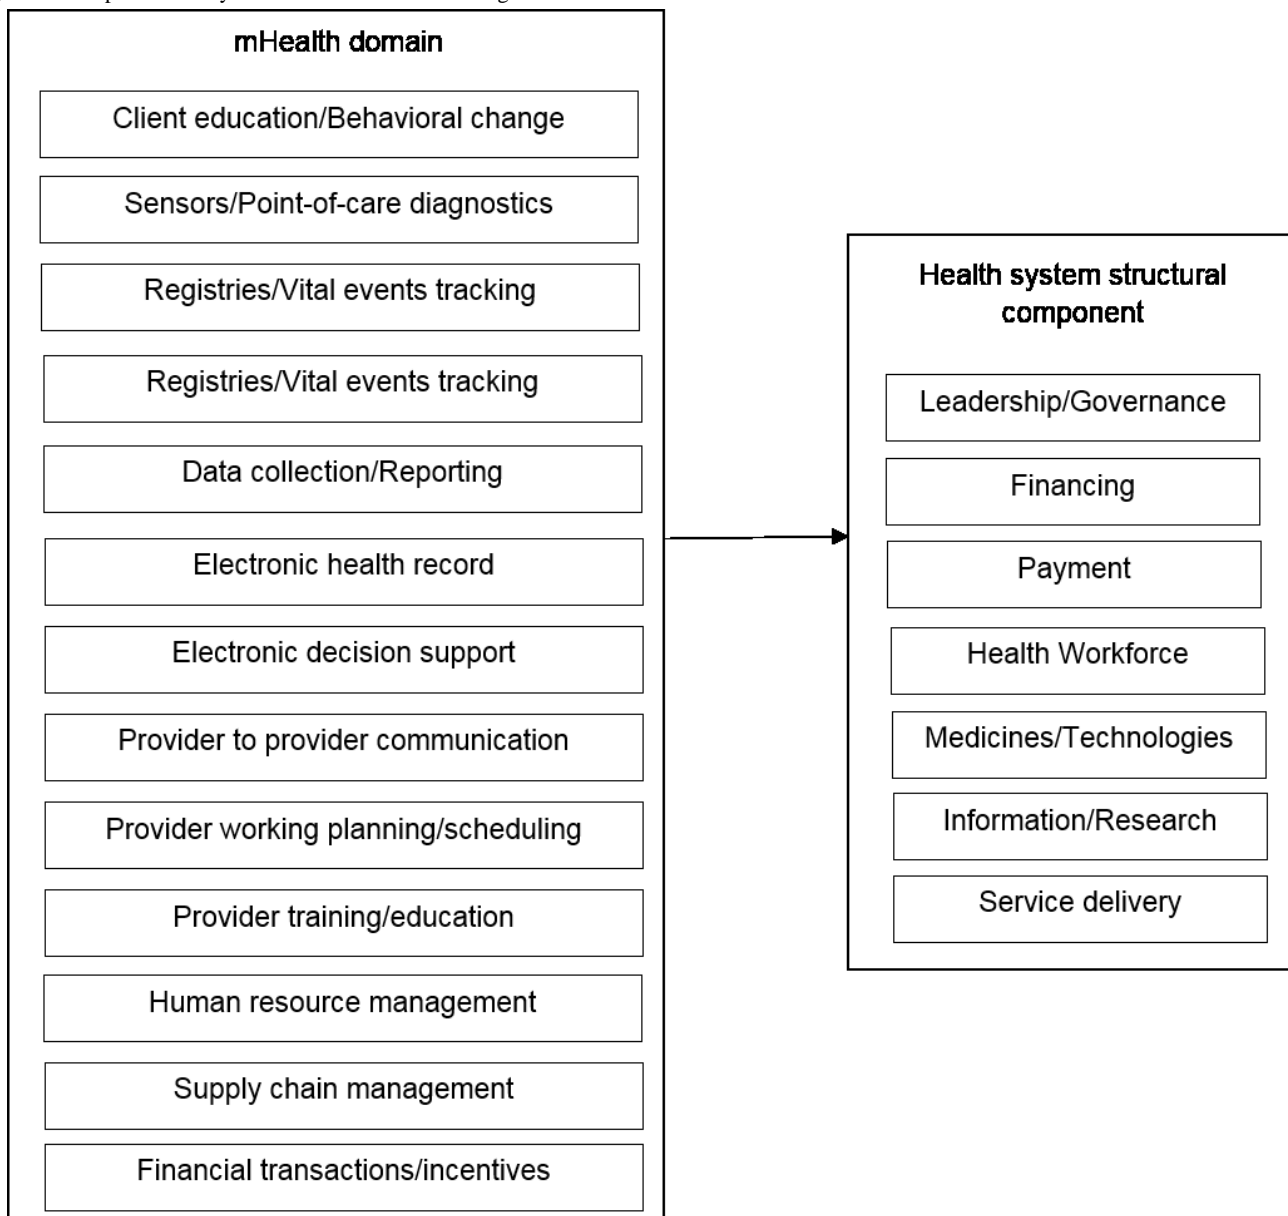 mHealth domain
Client education/Behavioral change
Sensors/Point-of-care diagnostics
Registries/Vital events tracking
Registries/Vital events tracking
Data collection/Reporting
Electronic health record
Electronic decision support
Provider to provider communication
Provider working planning/scheduling
Provider training/education
Human resource management
Supply chain management
Financial transactions/incentives
Health system structural
component
Leadership/Governance
Financing
Payment
Health Workforce
Medicines/Technologies
Information/Research
Service delivery